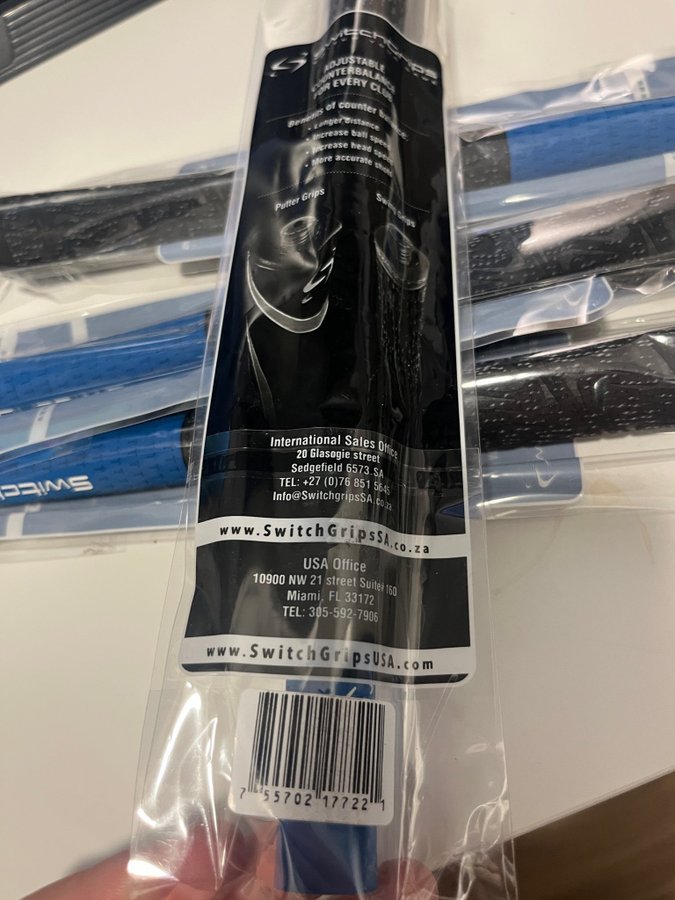 SwitchGrips
ADJUSTABLE
COUNTERBALANCE
FOR EVERY CLUB
Benefits of counter balance:
• Longer distance
• Increase ball speed
• Increase head speed
• More accurate shots
Putter Grips
Swing Grips
International Sales Office
20 Glasogie street
Sedgefield 6573 SA
TEL: +27 (0)76 851 5645
Info@SwitchgripsSA.co.za
www.SwitchGripsSA.co.za
USA Office
10900 NW 21 street Suite# 160
Miami, FL 33172
TEL: 305-592-7906
www.SwitchGripsUSA.com
7 55702 17722 1
Switch